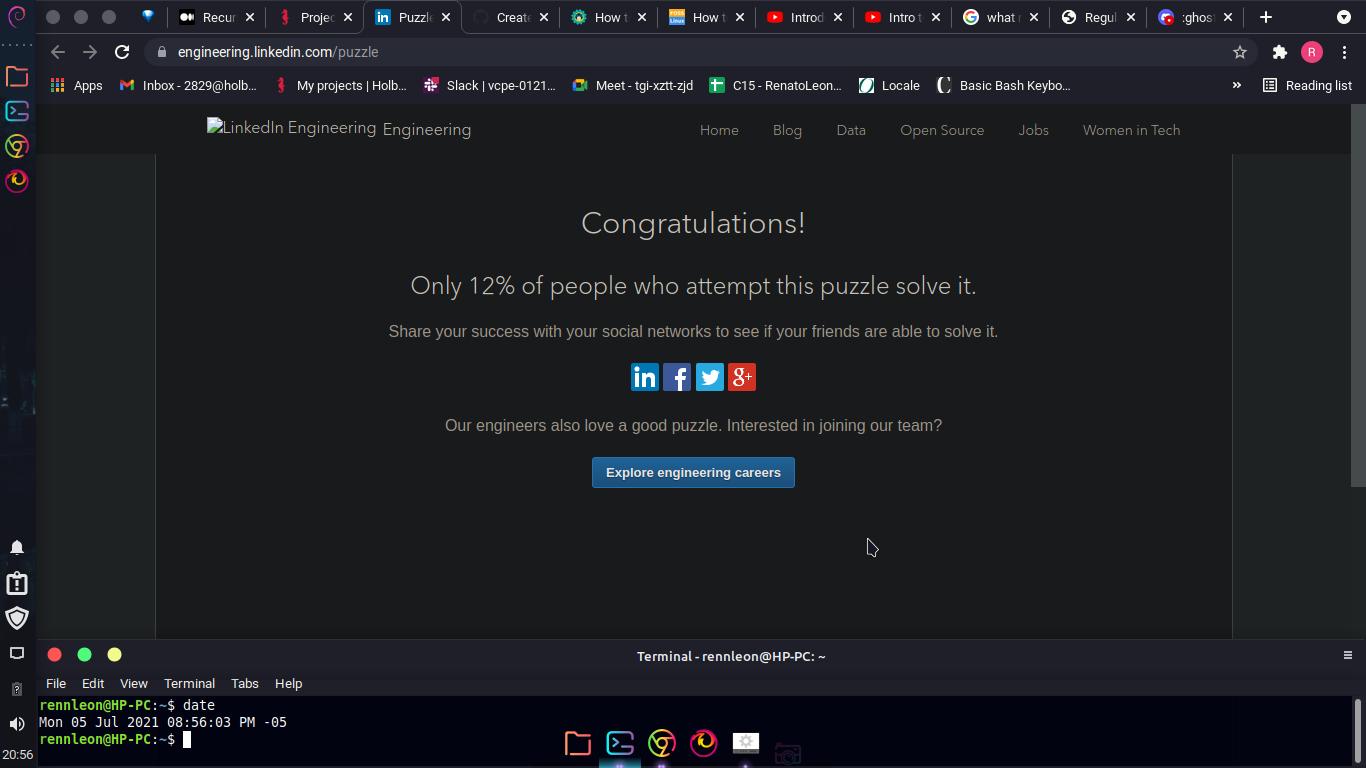 Recur
Projec
Puzzle
Create
How t
How t
Introd
Intro t
what r
Regul
:ghos
engineering.linkedin.com/puzzle
R
Apps
Inbox - 2829@holb...
My projects | Holb...
Slack | vcpe-0121...
Meet - tgi-xztt-zjd
C15 - RenatoLeon...
Locale
Basic Bash Keybo...
»
Reading list
LinkedIn Engineering Engineering
Home
Blog
Data
Open Source
Jobs
Women in Tech
Congratulations!
Only 12% of people who attempt this puzzle solve it.
Share your success with your social networks to see if your friends are able to solve it.
in f g+
Our engineers also love a good puzzle. Interested in joining our team?
Explore engineering careers
Terminal - rennleon@HP-PC: ~
File Edit View Terminal Tabs Help
rennleon@HP-PC:~$ date
Mon 05 Jul 2021 08:56:03 PM -05
rennleon@HP-PC:~$
20:56